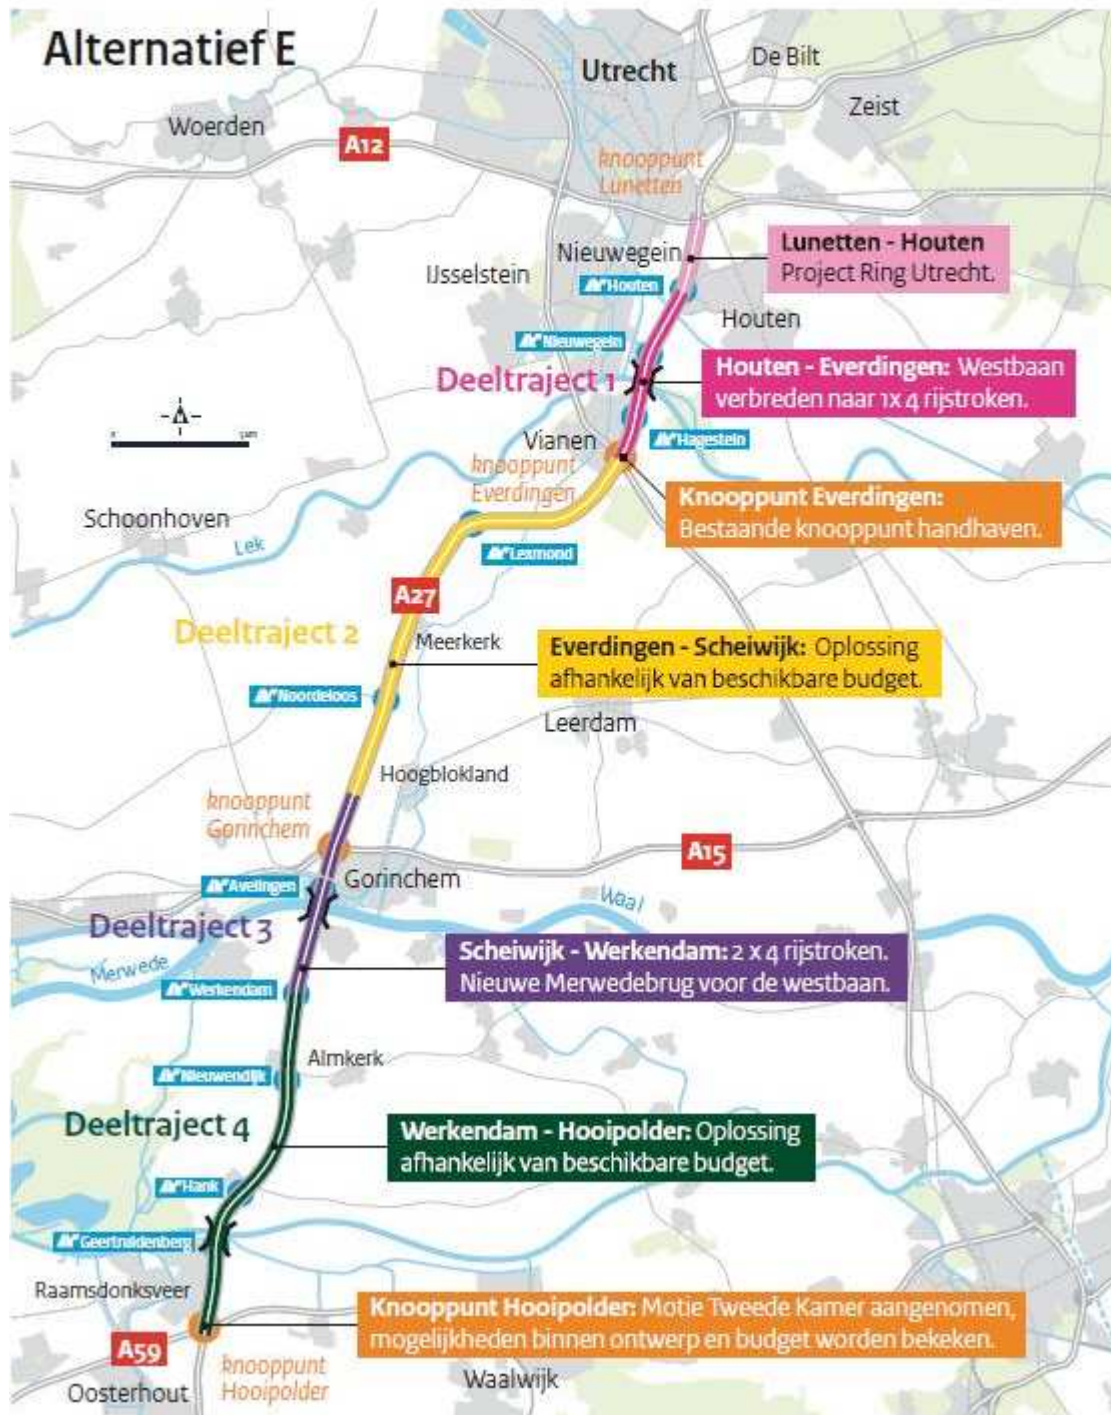 Alternatief E
Utrecht
De Bilt
Zeist
Woerden
A12
knooppunt
Lunetten
Nieuwegein
Lunetten - Houten
Project Ring Utrecht.
IJsselstein
Houten
Houten
Nieuwegein
Deeltraject 1
Houten - Everdingen: Westbaan
verbreden naar 1x 4 rijstroken.
Vianen
Hagestein
knooppunt
Everdingen
Knooppunt Everdingen:
Bestaande knooppunt handhaven.
Schoonhoven
Lek
Lexmond
A27
Deeltraject 2
Meerkerk
Everdingen - Scheiwijk: Oplossing
afhankelijk van beschikbare budget.
Noordeloos
Leerdam
Hoogblokland
knooppunt
Gorinchem
A15
Avelingen
Gorinchem
Waal
Deeltraject 3
Scheiwijk - Werkendam: 2 x 4 rijstroken.
Nieuwe Merwedebrug voor de westbaan.
Merwede
Werkendam
Almkerk
Nieuwendijk
Deeltraject 4
Werkendam - Hooipolder: Oplossing
afhankelijk van beschikbare budget.
Hank
Geertruidenberg
Raamsdonksveer
Knooppunt Hooipolder: Motie Tweede Kamer aangenomen,
mogelijkheden binnen ontwerp en budget worden bekeken.
A59
knooppunt
Hooipolder
Oosterhout
Waalwijk